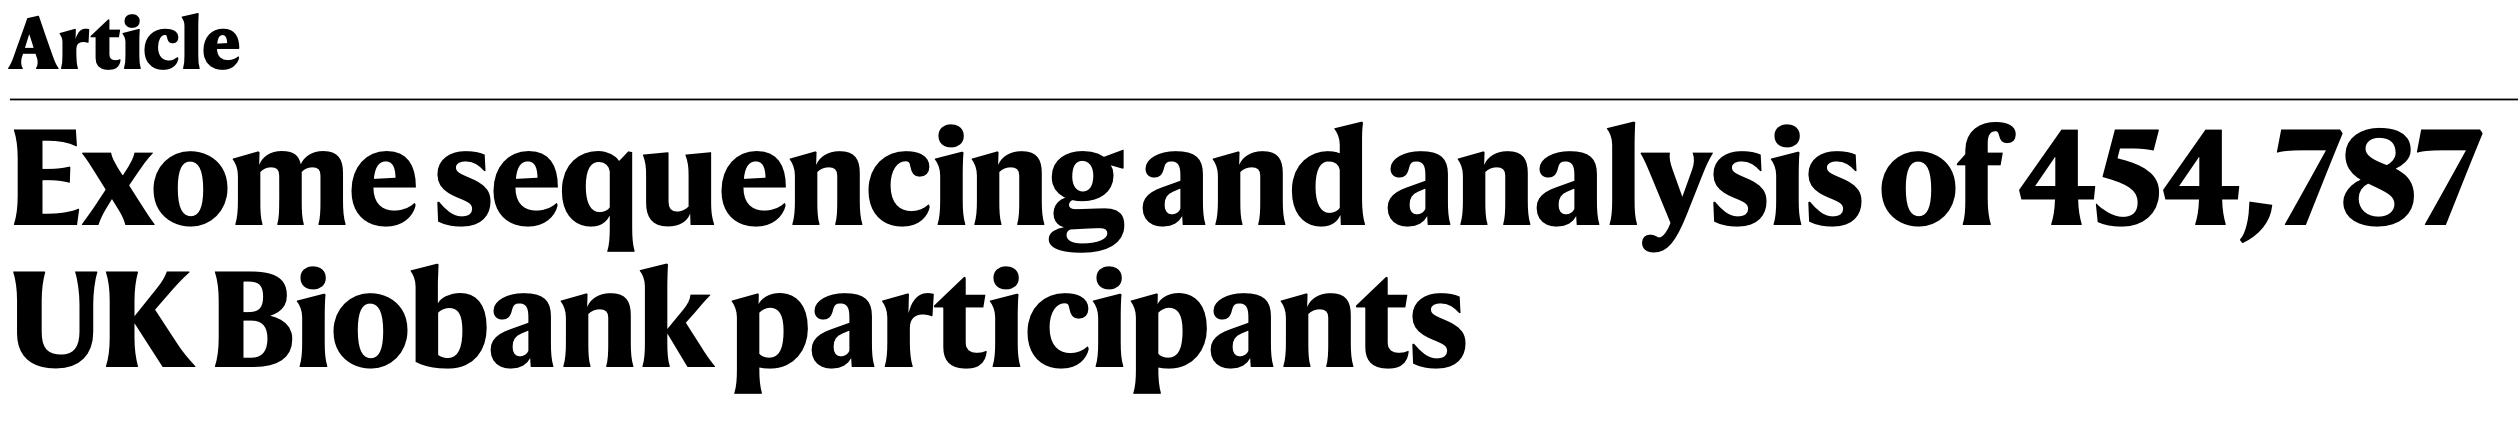 Article
Exome sequencing and analysis of 454,787
UK Biobank participants